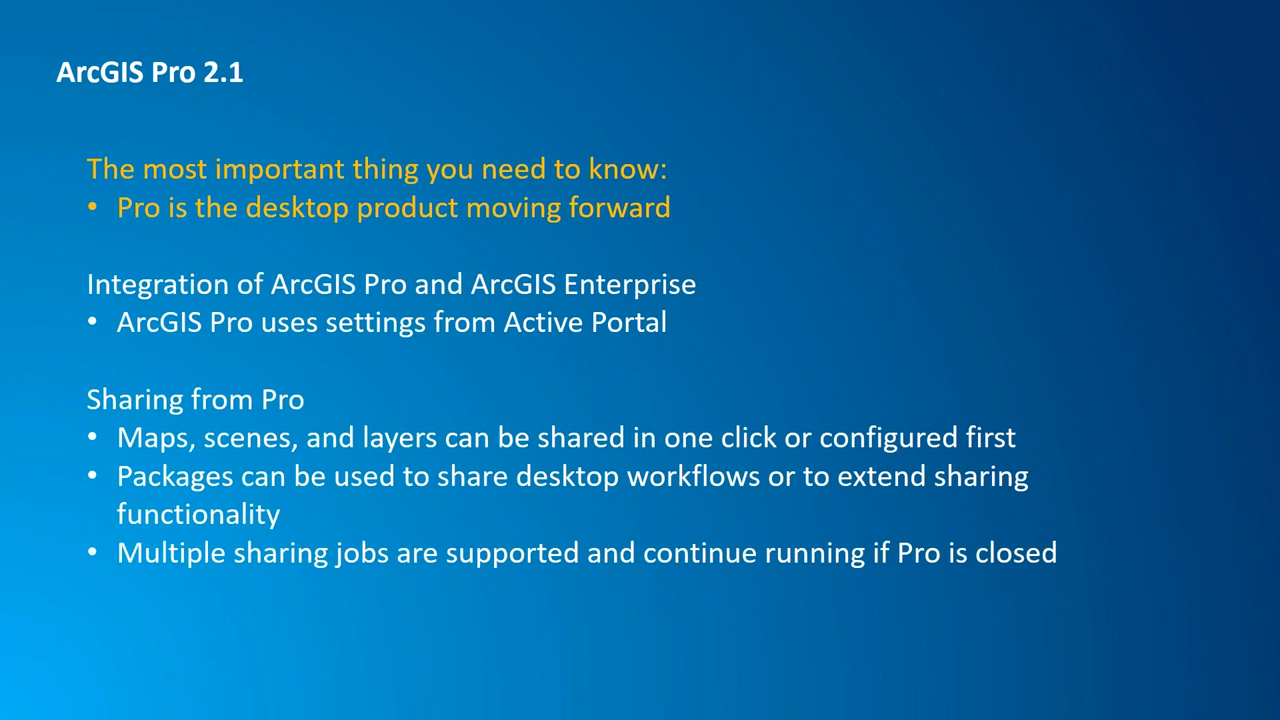 ArcGIS Pro 2.1
The most important thing you need to know:
• Pro is the desktop product moving forward
Integration of ArcGIS Pro and ArcGIS Enterprise
• ArcGIS Pro uses settings from Active Portal
Sharing from Pro
• Maps, scenes, and layers can be shared in one click or configured first
• Packages can be used to share desktop workflows or to extend sharing
functionality
• Multiple sharing jobs are supported and continue running if Pro is closed